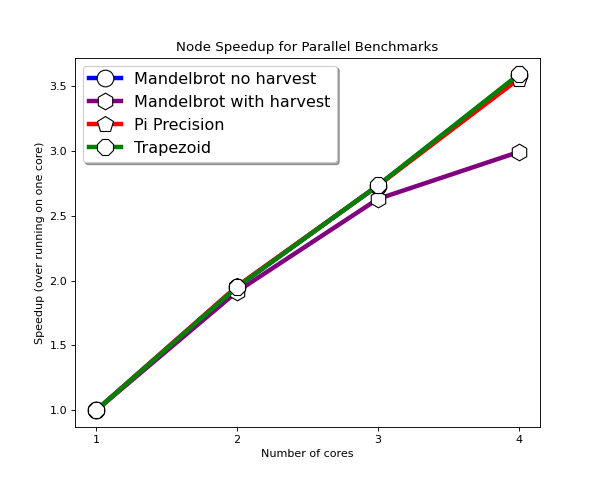 Node Speedup for Parallel Benchmarks
Mandelbrot no harvest
Mandelbrot with harvest
Pi Precision
Trapezoid
Speedup (over running on one core)
3.5
3.0
2.5
2.0
1.5
1.0
1 2 3 4
Number of cores